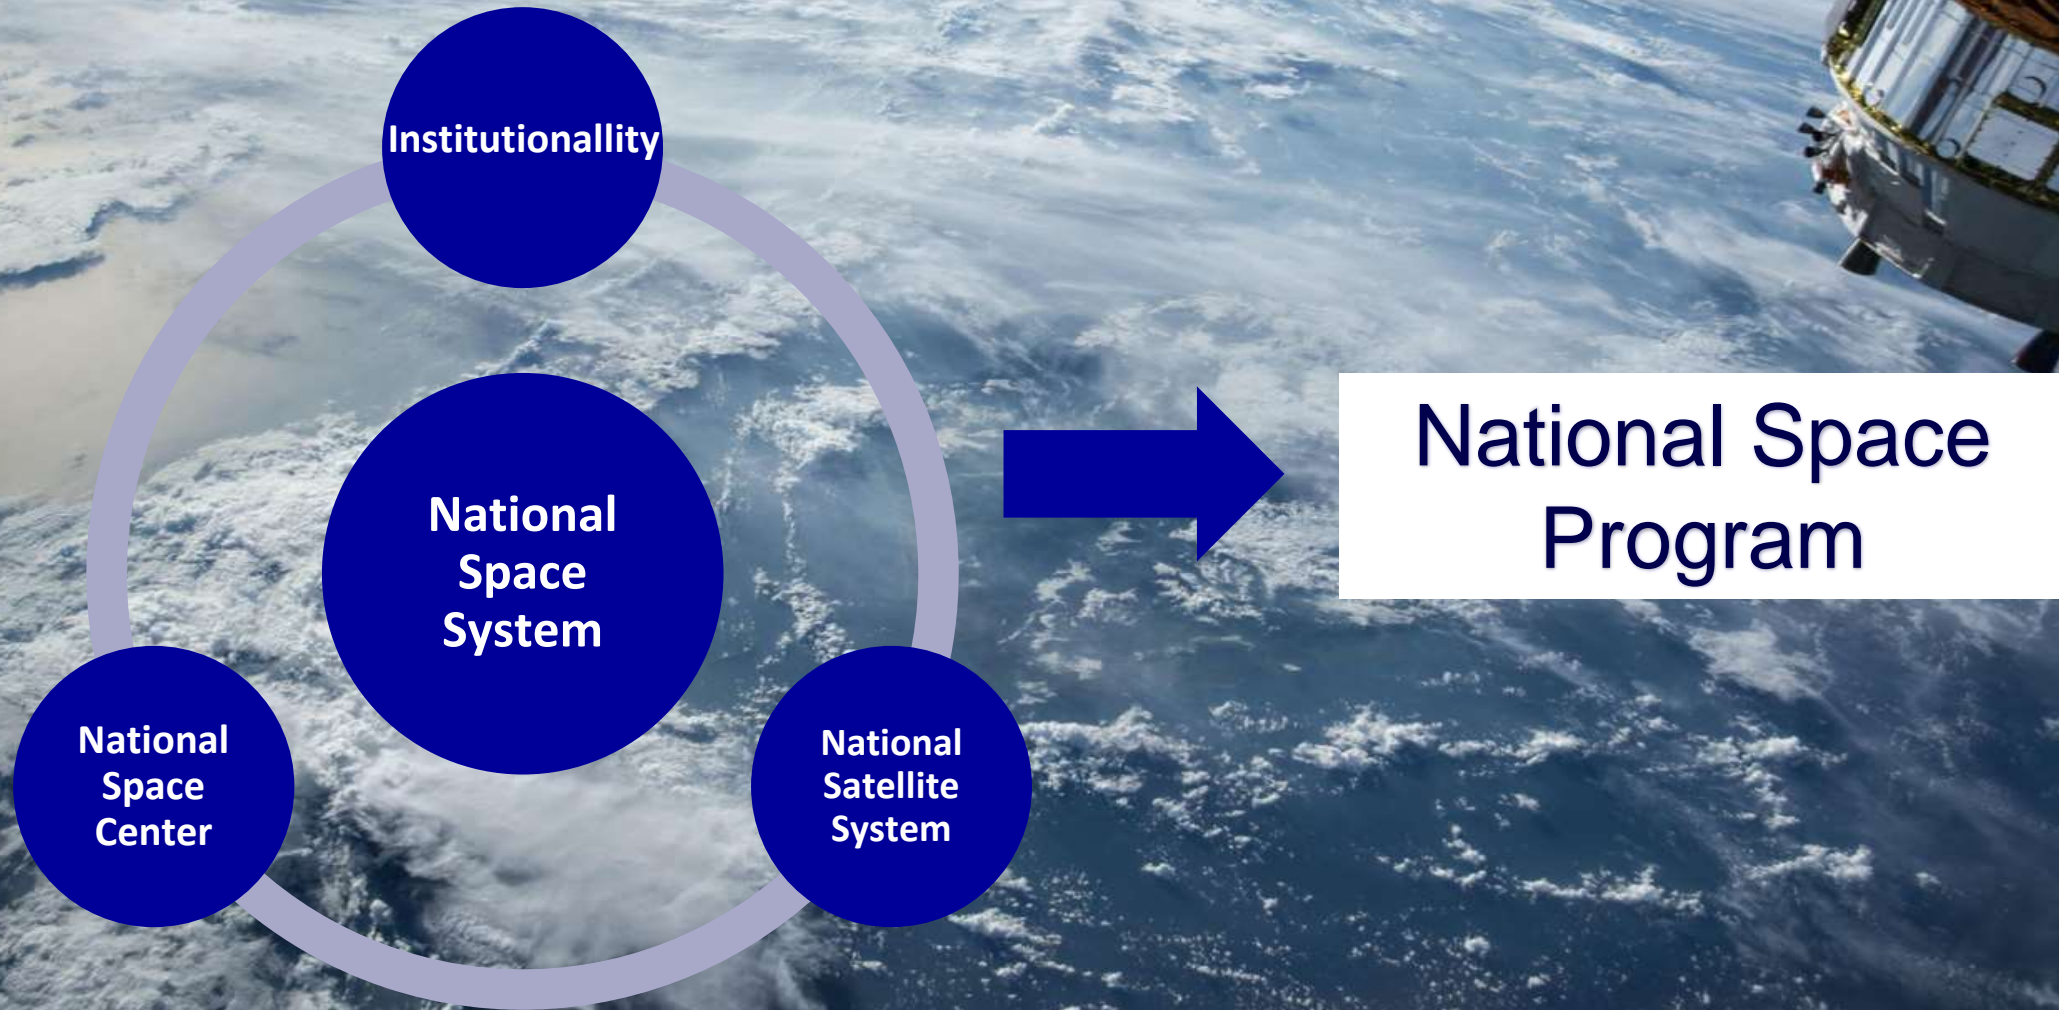 Institutionallity
National
Space
System
National
Space
Center
National
Satellite
System
National Space
Program